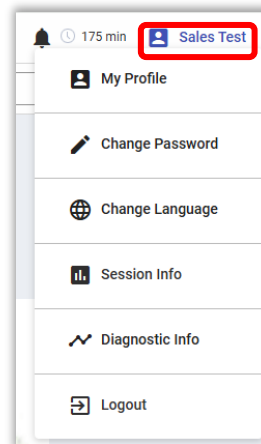 175 min Sales Test
My Profile
Change Password
Change Language
Session Info
Diagnostic Info
Logout